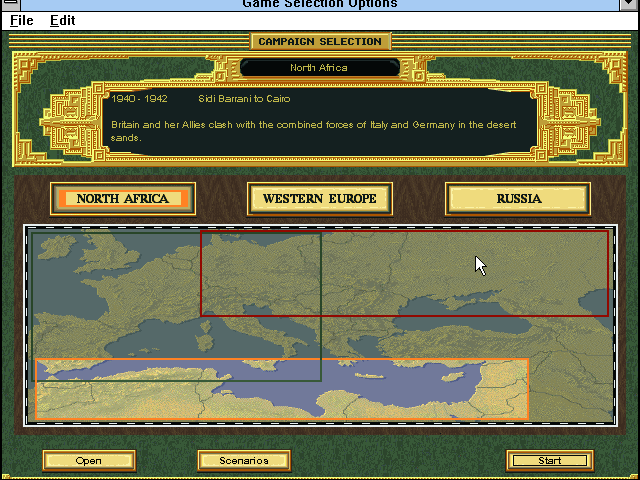 Game Selection Options
File Edit
CAMPAIGN SELECTION
North Africa
1940 - 1942 Sidi Barrani to Cairo
Britain and her Allies clash with the combined forces of Italy and Germany in the desert
sands.
NORTH AFRICA WESTERN EUROPE RUSSIA
Open Scenarios Start